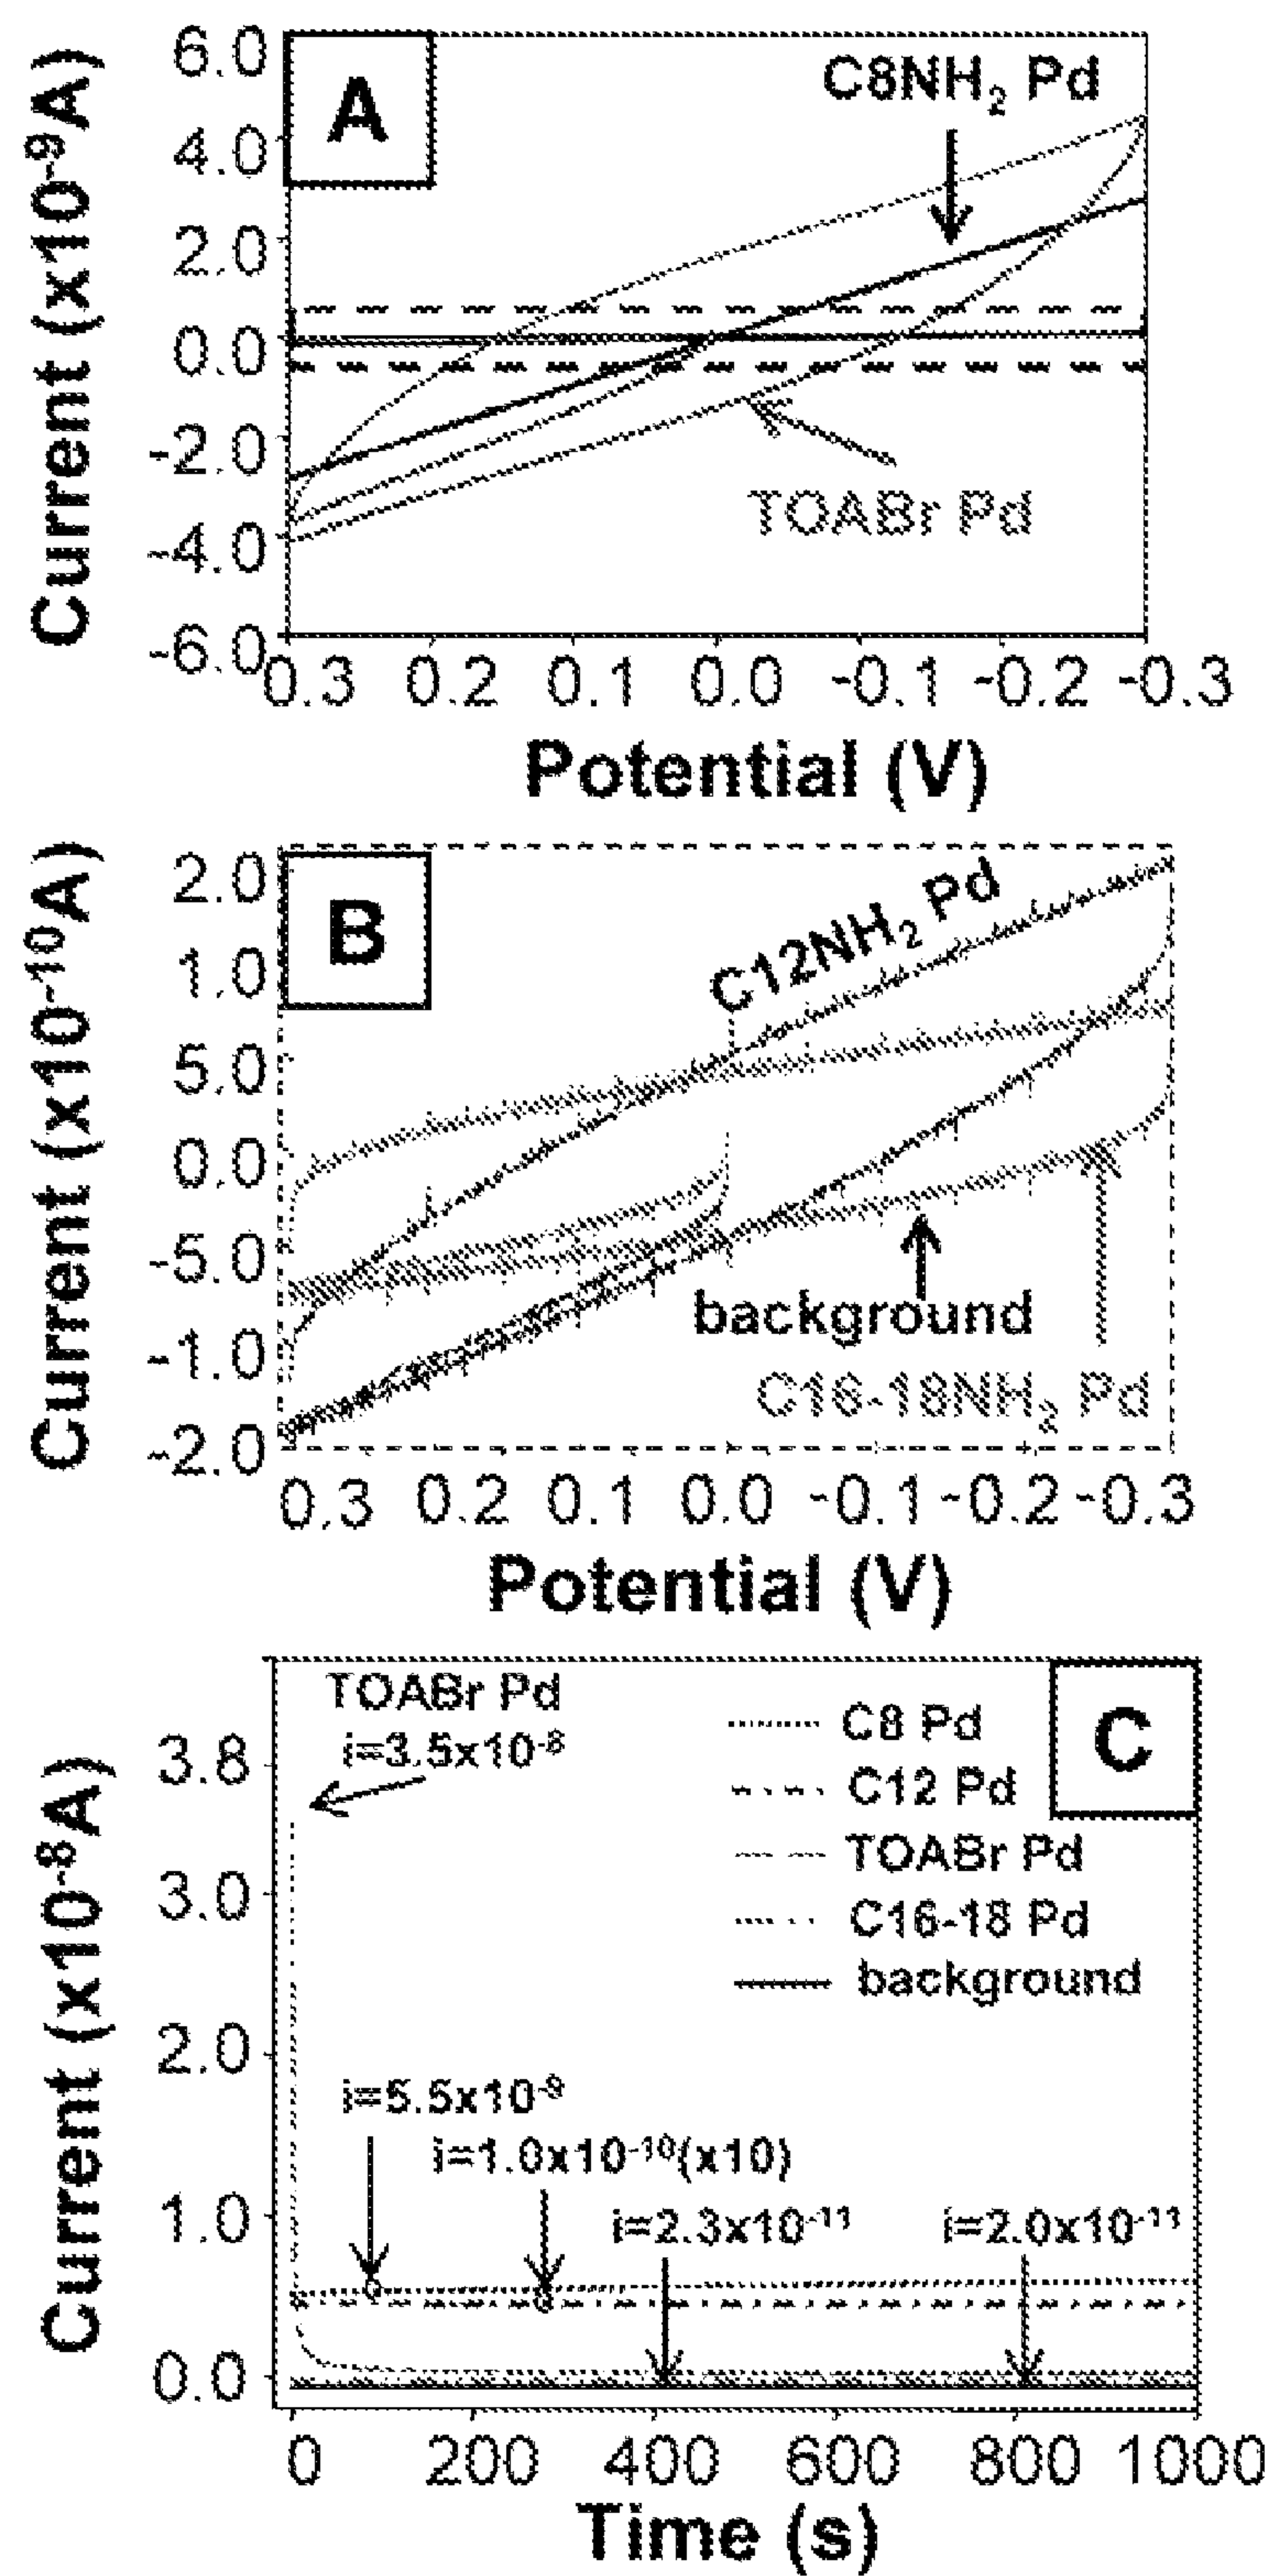 A
Current (x10⁻⁹A)
6.0
4.0
2.0
0.0
-2.0
-4.0
-6.0
C8NH₂ Pd
TOABr Pd
0.3 0.2 0.1 0.0 -0.1 -0.2 -0.3
Potential (V)
B
Current (x10⁻¹⁰A)
2.0
1.0
5.0
0.0
-5.0
-1.0
-2.0
C12NH₂ Pd
background
C16-18NH₂ Pd
0.3 0.2 0.1 0.0 -0.1 -0.2 -0.3
Potential (V)
C
Current (x10⁻⁸A)
3.8
3.0
2.0
1.0
0.0
TOABr Pd
i=3.5x10⁻⁸
C8 Pd
C12 Pd
TOABr Pd
C16-18 Pd
background
i=5.5x10⁻⁹
i=1.0x10⁻¹⁰(x10)
i=2.3x10⁻¹¹ i=2.0x10⁻¹¹
0 200 400 600 800 1000
Time (s)